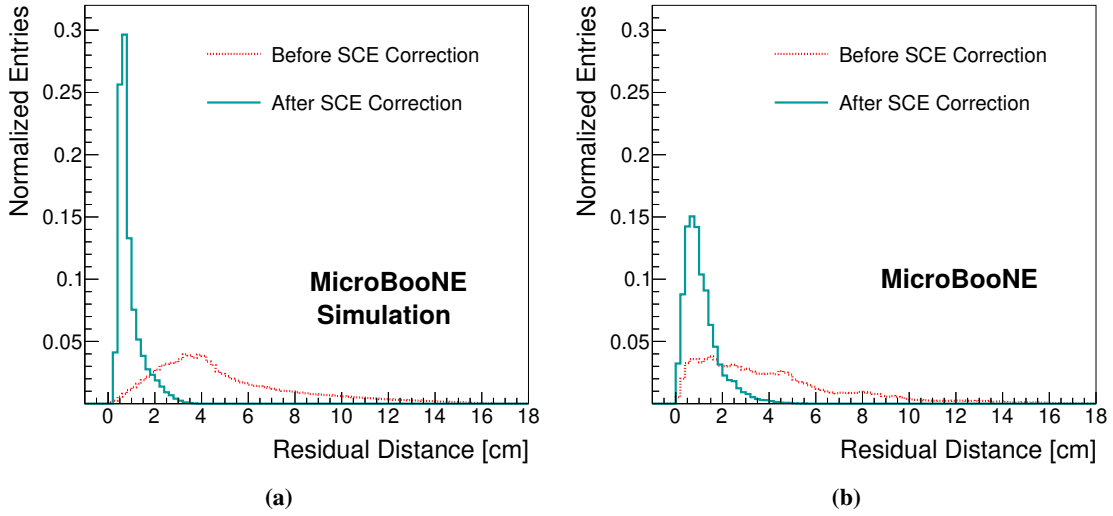 Normalized Entries
0.3
0.25
0.2
0.15
0.1
0.05
Before SCE Correction
After SCE Correction
MicroBooNE
Simulation
0 2 4 6 8 10 12 14 16 18
Residual Distance [cm]
(a)
Normalized Entries
0.3
0.25
0.2
0.15
0.1
0.05
Before SCE Correction
After SCE Correction
MicroBooNE
0 2 4 6 8 10 12 14 16 18
Residual Distance [cm]
(b)